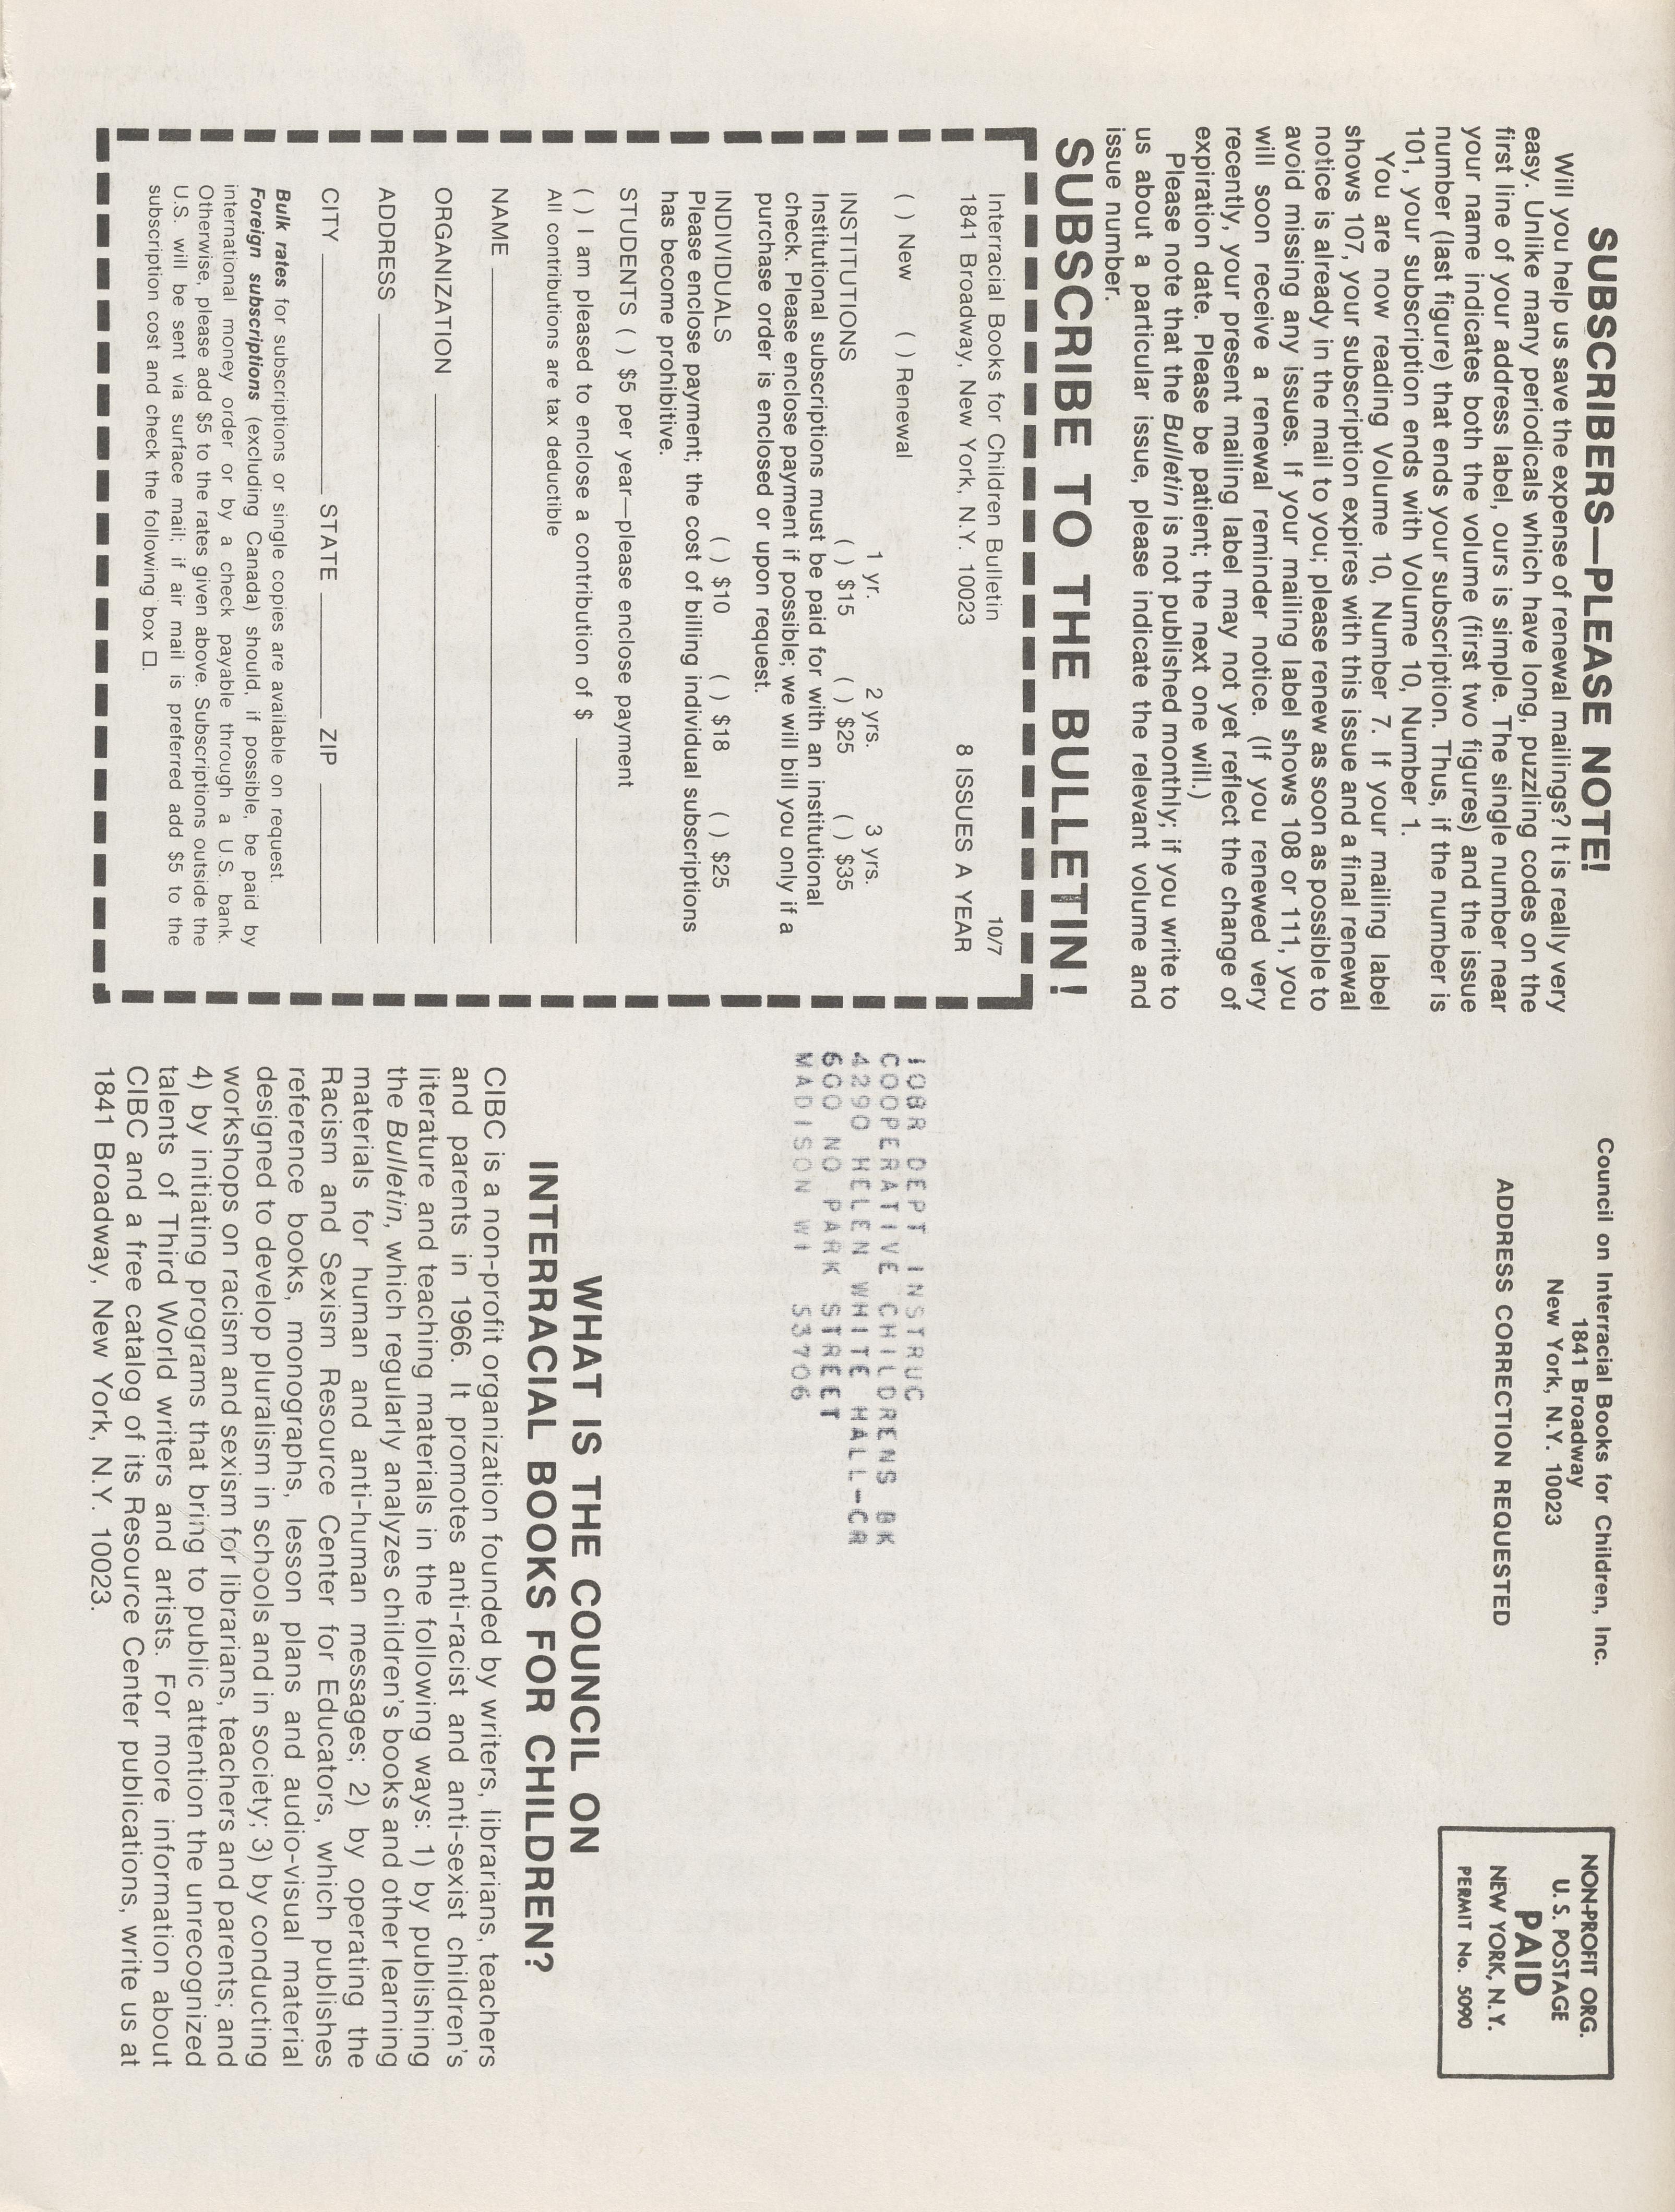 SUBSCRIBERS—PLEASE NOTE!
Will you help us save the expense of renewal mailings? It is really very
easy. Unlike many periodicals which have long, puzzling codes on the
first line of your address label, ours is simple. The single number near
your name indicates both the volume (first two figures) and the issue
number (last figure) that ends your subscription. Thus, if the number is
101, your subscription ends with Volume 10, Number 1.
You are now reading Volume 10, Number 7. If your mailing label
shows 107, your subscription expires with this issue and a final renewal
notice is already in the mail to you; please renew as soon as possible to
avoid missing any issues. If your mailing label shows 108 or 111, you
will soon receive a renewal reminder notice. (If you renewed very
recently, your present mailing label may not yet reflect the change of
expiration date. Please be patient; the next one will.)
Please note that the Bulletin is not published monthly; if you write to
us about a particular issue, please indicate the relevant volume and
issue number.
SUBSCRIBE TO THE BULLETIN!
10/7
Interracial Books for Children Bulletin
1841 Broadway, New York, N.Y. 10023 8 ISSUES A YEAR
( ) New ( ) Renewal
1 yr. 2 yrs. 3 yrs.
INSTITUTIONS ( ) $15 ( ) $25 ( ) $35
Institutional subscriptions must be paid for with an institutional
check. Please enclose payment if possible; we will bill you only if a
purchase order is enclosed or upon request.
INDIVIDUALS ( ) $10 ( ) $18 ( ) $25
Please enclose payment; the cost of billing individual subscriptions
has become prohibitive.
STUDENTS ( ) $5 per year—please enclose payment
( ) I am pleased to enclose a contribution of $
All contributions are tax deductible
NAME
ORGANIZATION
ADDRESS
CITY STATE ZIP
Bulk rates for subscriptions or single copies are available on request.
Foreign subscriptions (excluding Canada) should, if possible, be paid by
international money order or by a check payable through a U.S. bank.
Otherwise, please add $5 to the rates given above. Subscriptions outside the
U.S. will be sent via surface mail; if air mail is preferred add $5 to the
subscription cost and check the following box □.
Council on Interracial Books for Children, Inc.
1841 Broadway
New York, N.Y. 10023
ADDRESS CORRECTION REQUESTED
NON-PROFIT ORG.
U. S. POSTAGE
PAID
NEW YORK, N. Y.
PERMIT No. 5090
108R DEPT INSTRUC
COOPERATIVE CHILDRENS BK
4290 HELEN WHITE HALL-CR
600 NO PARK STREET
MADISON WI 53706
WHAT IS THE COUNCIL ON
INTERRACIAL BOOKS FOR CHILDREN?
CIBC is a non-profit organization founded by writers, librarians, teachers
and parents in 1966. It promotes anti-racist and anti-sexist children's
literature and teaching materials in the following ways: 1) by publishing
the Bulletin, which regularly analyzes children's books and other learning
materials for human and anti-human messages; 2) by operating the
Racism and Sexism Resource Center for Educators, which publishes
reference books, monographs, lesson plans and audio-visual material
designed to develop pluralism in schools and in society; 3) by conducting
workshops on racism and sexism for librarians, teachers and parents; and
4) by initiating programs that bring to public attention the unrecognized
talents of Third World writers and artists. For more information about
CIBC and a free catalog of its Resource Center publications, write us at
1841 Broadway, New York, N.Y. 10023.